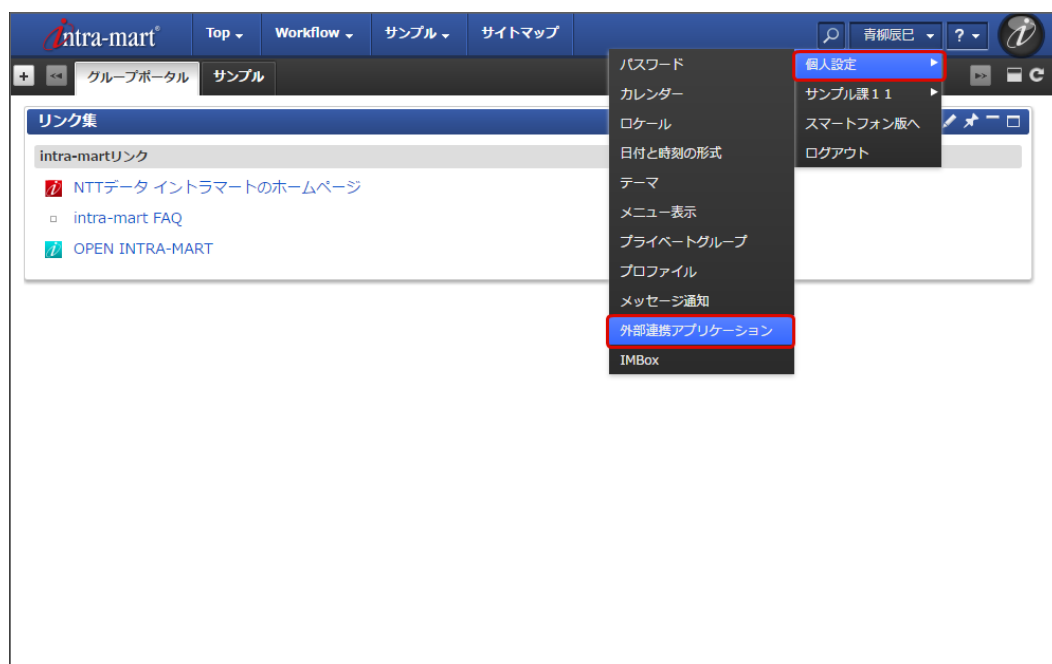 intra-mart®
Top
Workflow
サンプル
サイトマップ
青柳辰巳
?
グループポータル
サンプル
リンク集
intra-martリンク
NTTデータ イントラマートのホームページ
intra-mart FAQ
OPEN INTRA-MART
個人設定
サンプル課11
スマートフォン版へ
ログアウト
パスワード
カレンダー
ロケール
日付と時刻の形式
テーマ
メニュー表示
プライベートグループ
プロファイル
メッセージ通知
外部連携アプリケーション
IMBox